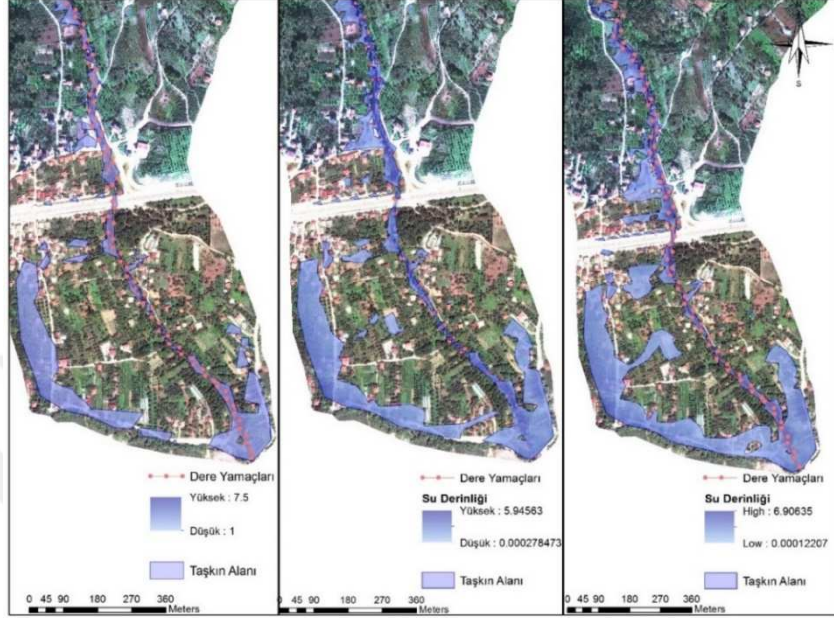 S
Dere Yamaçları
Yüksek : 7.5
Düşük : 1
Taşkın Alanı
0 45 90 180 270 360
Meters
Dere Yamaçları
Su Derinliği
Yüksek : 5.94563
Düşük : 0.000278473
Taşkın Alanı
0 45 90 180 270 360
Meters
Dere Yamaçları
Su Derinliği
High : 6.90635
Low : 0.00012207
Taşkın Alanı
0 45 90 180 270 360
Meters